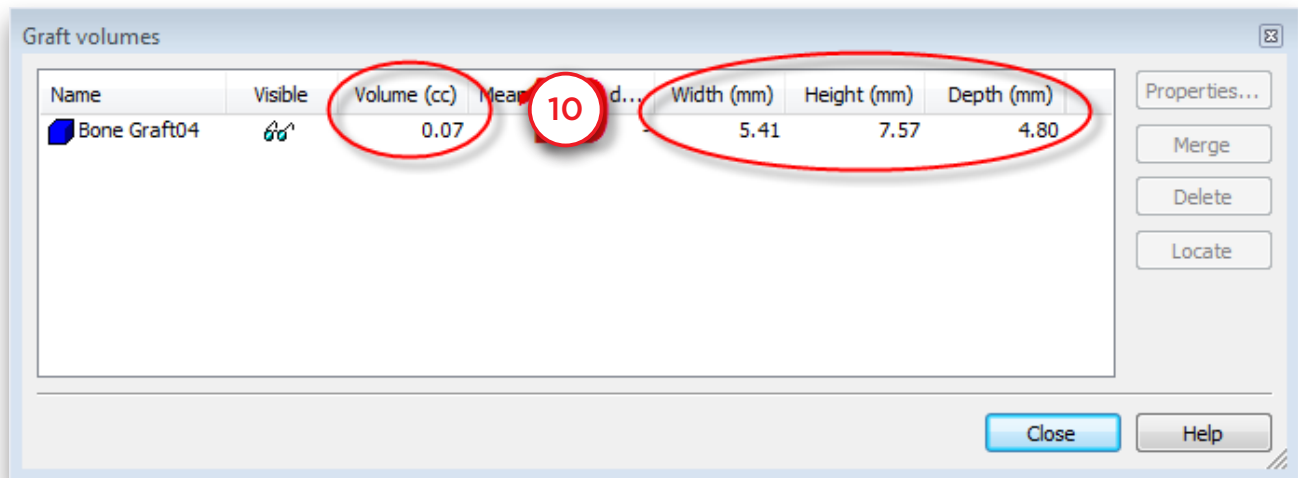 Graft volumes
Name Visible Volume (cc) d... Width (mm) Height (mm) Depth (mm)
Bone Graft04 0.07 - 5.41 7.57 4.80
10
Properties...
Merge
Delete
Locate
Close Help